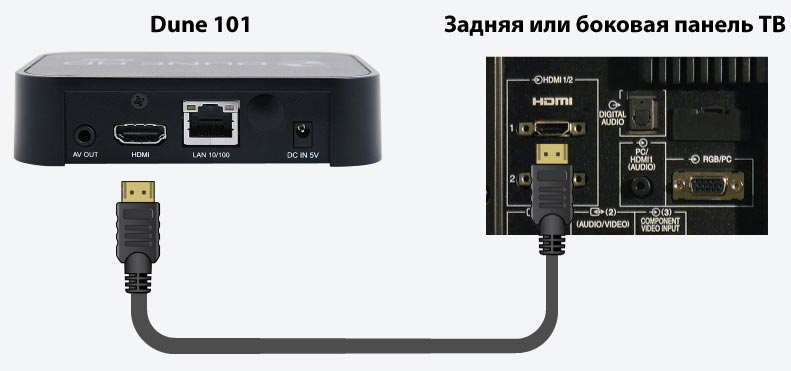 Dune 101
Задняя или боковая панель ТВ
AV OUT
HDMI
LAN 10/100
DC IN 5V
HDMI 1/2
HDMI
1
2
DIGITAL
AUDIO
PC/
HDMI1
(AUDIO)
RGB/PC
(2)
(AUDIO/VIDEO)
(3)
COMPONENT
VIDEO INPUT